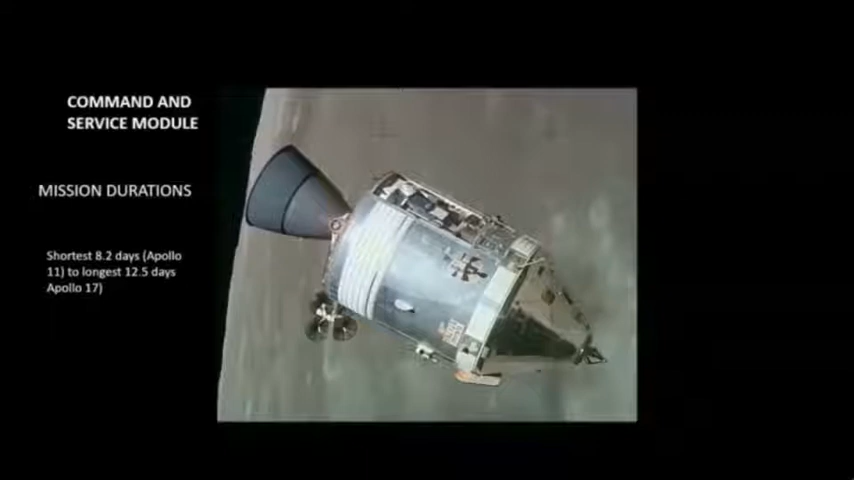 COMMAND AND
SERVICE MODULE
MISSION DURATIONS
Shortest 8.2 days (Apollo
11) to longest 12.5 days
Apollo 17)